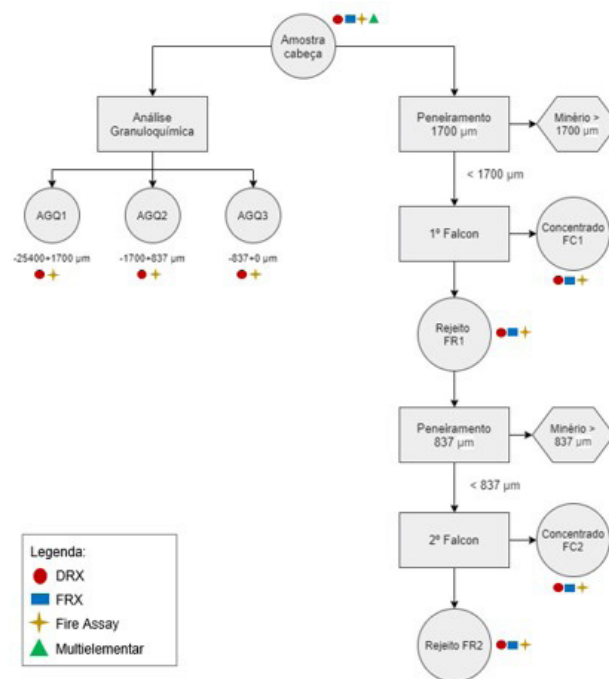 Amostra
cabeça
Análise
Granuloquímica
AGQ1
AGQ2
AGQ3
-25400+1700 µm
-1700+837 µm
-837+0 µm
Peneiramento
1700 µm
Minério >
1700 µm
< 1700 µm
1º Falcon
Concentrado
FC1
Rejeito
FR1
Peneiramento
837 µm
Minério >
837 µm
< 837 µm
2º Falcon
Concentrado
FC2
Rejeito FR2
Legenda:
DRX
FRX
Fire Assay
Multielementar